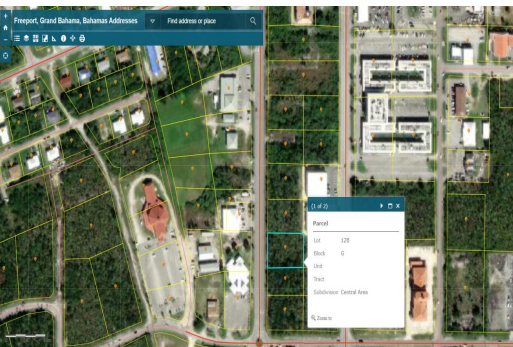 Freeport, Grand Bahama, Bahamas Addresses
Find address or place
(1 of 2)
Parcel
Lot 128
Block G
Unit
Tract
Subdivision Central Area
Zoom to